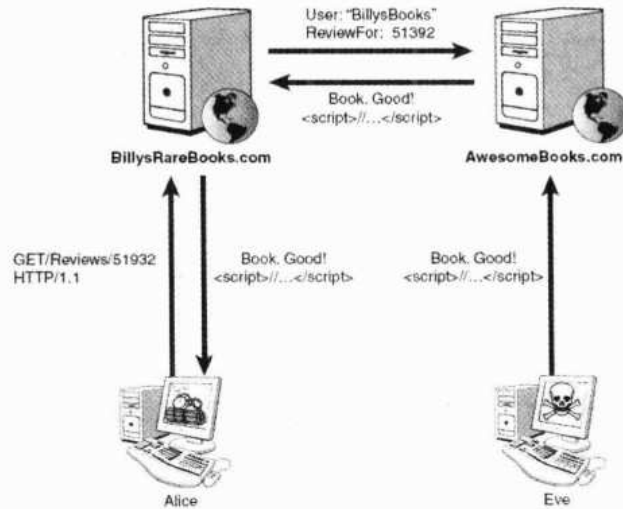 User: "BillysBooks"
ReviewFor: 51392
Book. Good!
<script>//...</script>
BillysRareBooks.com
AwesomeBooks.com
GET/Reviews/51932
HTTP/1.1
Book. Good!
<script>//...</script>
Book. Good!
<script>//...</script>
Alice
Eve